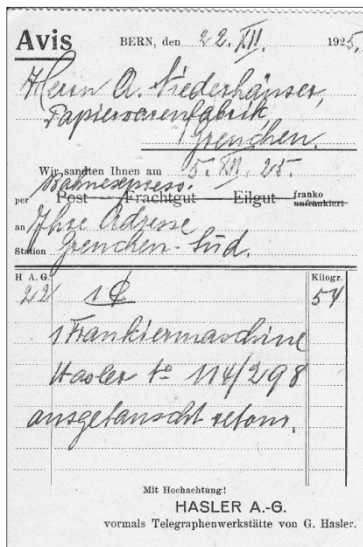 Avis BERN, den 22. XII. 1925.
Herrn A. Niederhäuser,
Papierwarenfabrik,
Grenchen.
Wir sandten Ihnen am 5. XII. 25.
Bahnexpress.
per Post Frachtgut Eilgut franko unfrankiert
an Ihre Adresse
Station Grenchen-Süd.
H A.G. Kilogr.
22 1 54
1 Frankiermaschine
Hasler No 114/298
ausgetauscht retour,
Mit Hochachtung!
HASLER A.-G.
vormals Telegraphenwerkstätte von G. Hasler.